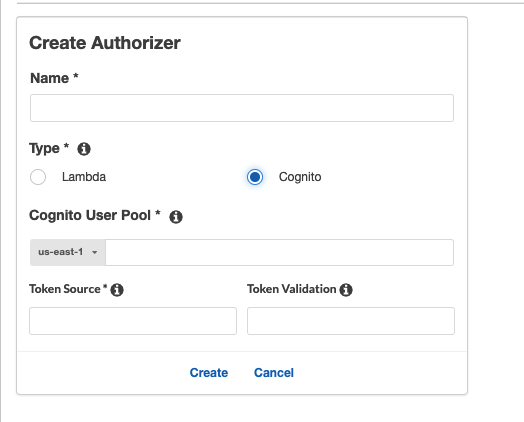 Create Authorizer
Name *
Type *
Lambda
Cognito
Cognito User Pool *
us-east-1
Token Source *
Token Validation
Create
Cancel